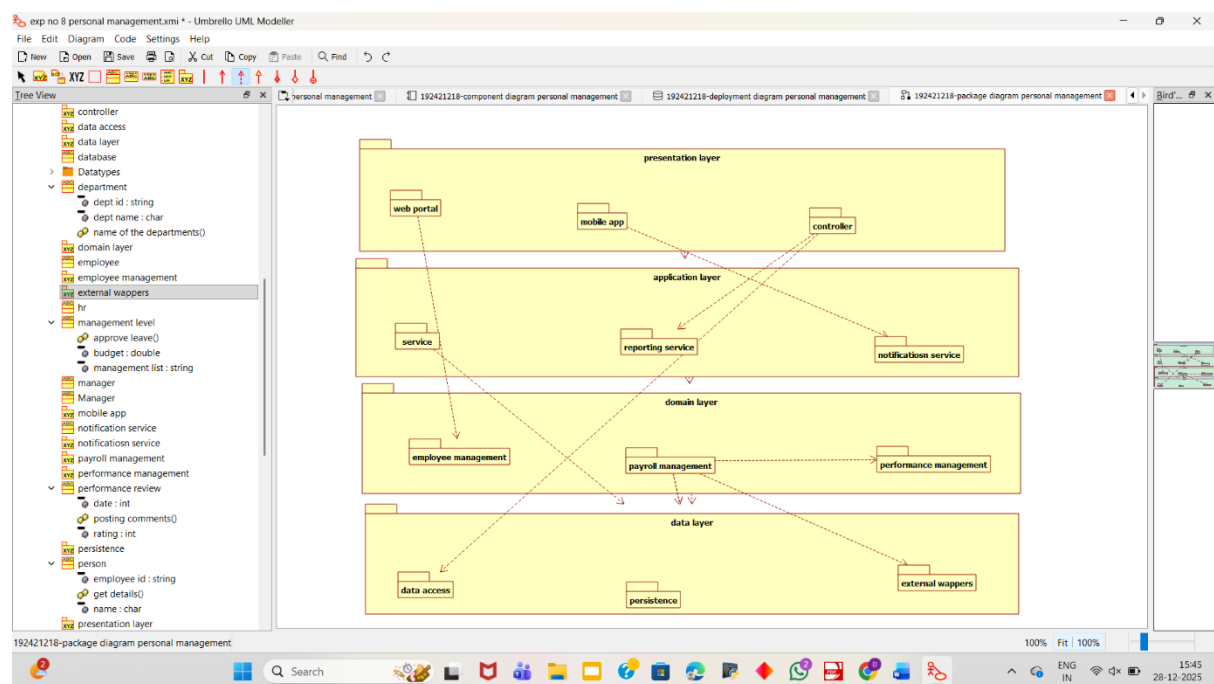 exp no 8 personal management.xmi * - Umbrello UML Modeller
File Edit Diagram Code Settings Help
New Open Save Cut Copy Paste Find
XYZ
Tree View
personal management
192421218-component diagram personal management
192421218-deployment diagram personal management
192421218-package diagram personal management
Bird'...
controller
data access
data layer
database
Datatypes
department
dept id : string
dept name : char
name of the departments()
domain layer
employee
employee management
external wappers
hr
management level
approve leave()
budget : double
management list : string
manager
Manager
mobile app
notification service
notificatiosn service
payroll management
performance management
performance review
date : int
posting comments()
rating : int
persistence
person
employee id : string
get details()
name : char
presentation layer
presentation layer
web portal
mobile app
controller
application layer
service
reporting service
notificatiosn service
domain layer
employee management
payroll management
performance management
data layer
data access
persistence
external wappers
192421218-package diagram personal management
100% Fit 100%
2
Search
2
ENG
IN
15:45
28-12-2025